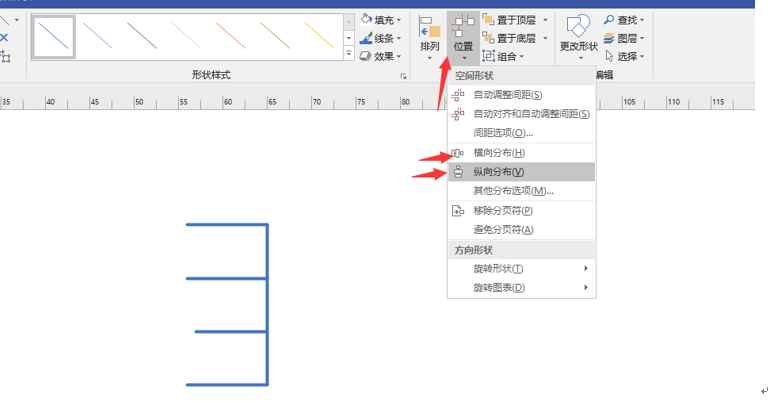 填充
线条
效果
形状样式
排列
位置
置于顶层
置于底层
组合
更改形状
查找
图层
选择
编辑
35 40 45 50 55 60 65 70 75 80 105 110 115
空间形状
自动调整间距(S)
自动对齐和自动调整间距(S)
间距选项(O)...
横向分布(H)
纵向分布(V)
其他分布选项(M)...
移除分页符(P)
避免分页符(A)
方向形状
旋转形状(T)
旋转图表(D)